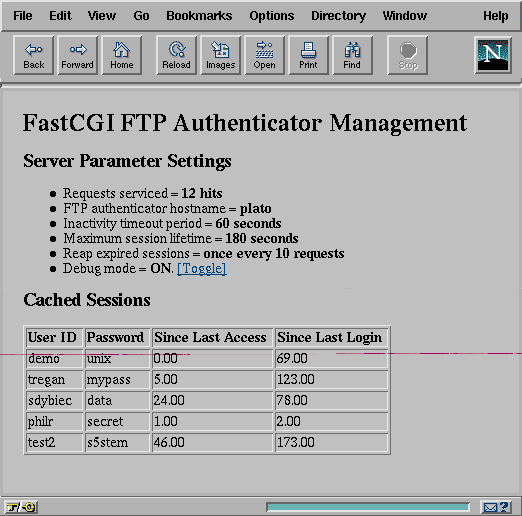 File Edit View Go Bookmarks Options Directory Window Help
Back Forward Home Reload Images Open Print Find Stop
N
FastCGI FTP Authenticator Management
Server Parameter Settings
Requests serviced = 12 hits
FTP authenticator hostname = plato
Inactivity timeout period = 60 seconds
Maximum session lifetime = 180 seconds
Reap expired sessions = once every 10 requests
Debug mode = ON. [Toggle]
Cached Sessions
User ID Password Since Last Access Since Last Login
demo unix 0.00 69.00
tregan mypass 5.00 123.00
sdybiec data 24.00 78.00
philr secret 1.00 2.00
test2 s5stem 46.00 173.00
?